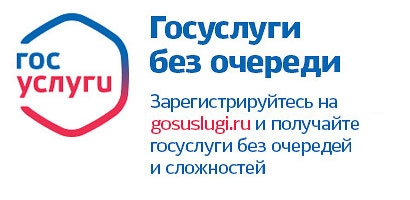 гос
услуги
Госуслуги
без очереди
Зарегистрируйтесь на
gosuslugi.ru и получайте
госуслуги без очередей
и сложностей